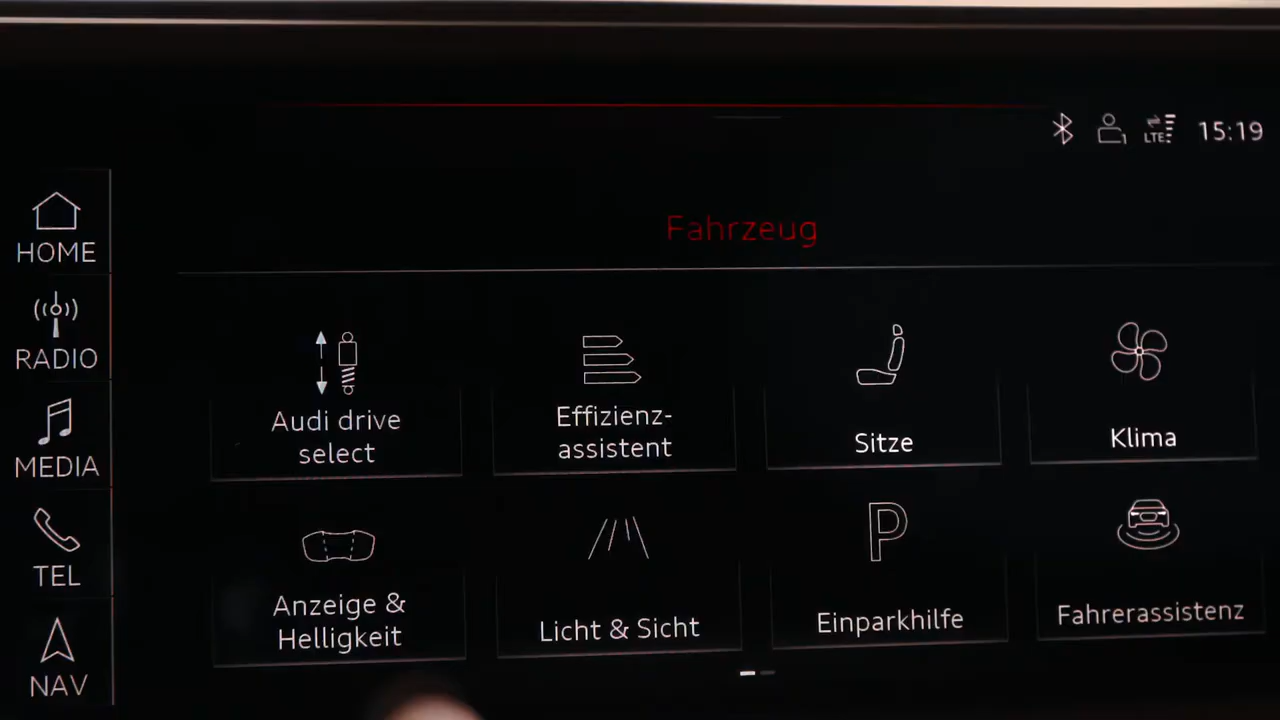 LTE
15:19
Fahrzeug
HOME
RADIO
MEDIA
TEL
NAV
Audi drive
select
Effizienz-
assistent
Sitze
Klima
Anzeige &
Helligkeit
Licht & Sicht
P
Einparkhilfe
Fahrerassistenz